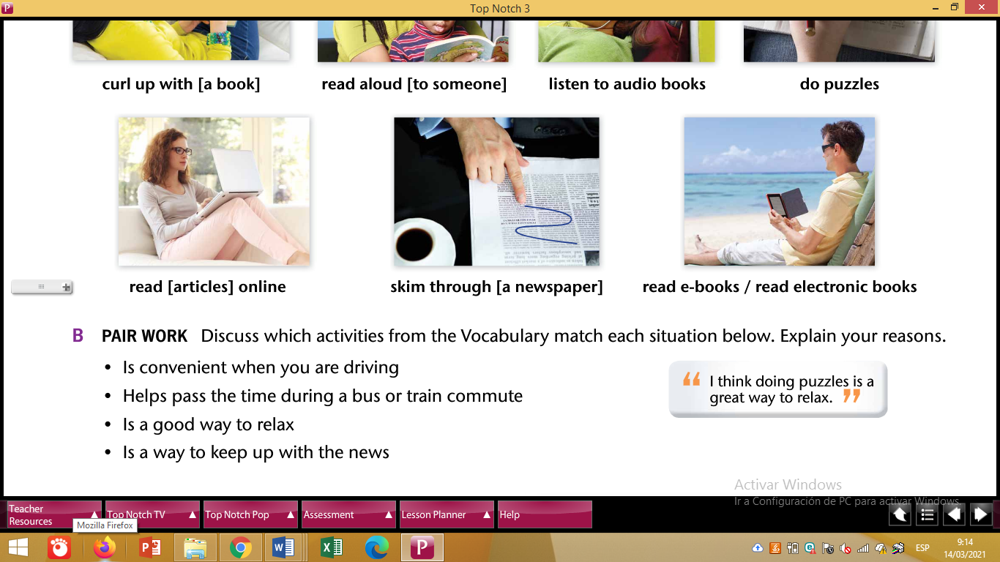 Top Notch 3
curl up with [a book]
read aloud [to someone]
listen to audio books
do puzzles
read [articles] online
skim through [a newspaper]
read e-books / read electronic books
B PAIR WORK Discuss which activities from the Vocabulary match each situation below. Explain your reasons.
• Is convenient when you are driving
• Helps pass the time during a bus or train commute
• Is a good way to relax
• Is a way to keep up with the news
“ I think doing puzzles is a
great way to relax. ”
Activar Windows
Ir a Configuración de PC para activar Windows.
Teacher
Resources
Top Notch TV
Top Notch Pop
Assessment
Lesson Planner
Help
Mozilla Firefox
ESP
9:14
14/03/2021